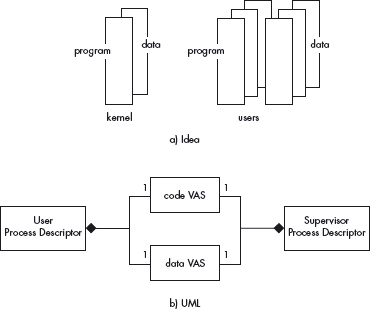 program
data
kernel
program
data
users
a) Idea
User
Process Descriptor
1
code VAS
1
1
data VAS
1
Supervisor
Process Descriptor
b) UML